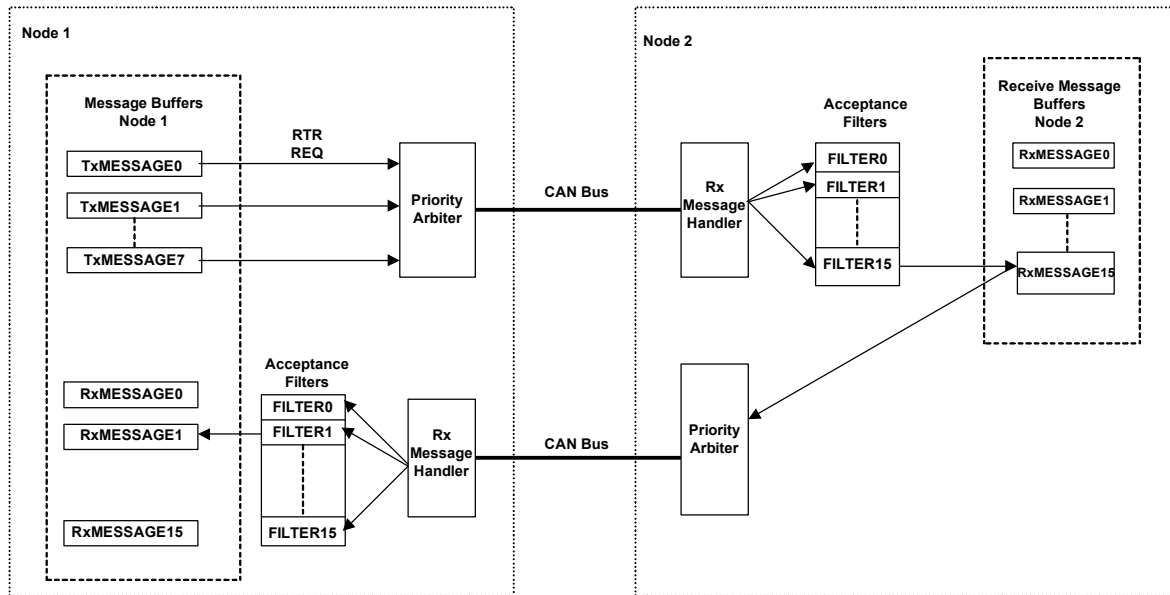 Node 1
Message Buffers
Node 1
TxMESSAGE0
TxMESSAGE1
TxMESSAGE7
RTR
REQ
Priority
Arbiter
CAN Bus
RxMESSAGE0
RxMESSAGE1
RxMESSAGE15
Acceptance
Filters
FILTER0
FILTER1
FILTER15
Rx
Message
Handler
CAN Bus
Node 2
Rx
Message
Handler
Acceptance
Filters
FILTER0
FILTER1
FILTER15
Receive Message
Buffers
Node 2
RxMESSAGE0
RxMESSAGE1
RxMESSAGE15
Priority
Arbiter